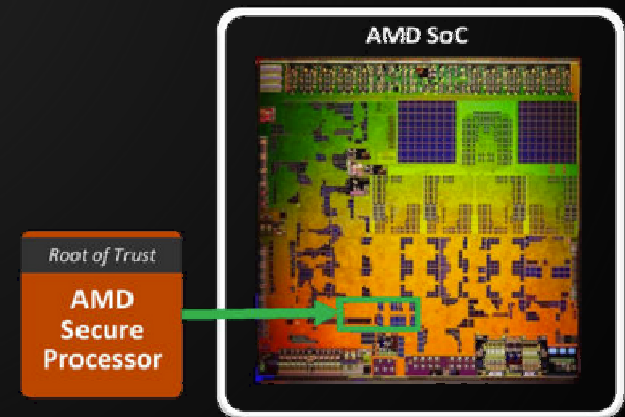 AMD SoC
Root of Trust
AMD
Secure
Processor